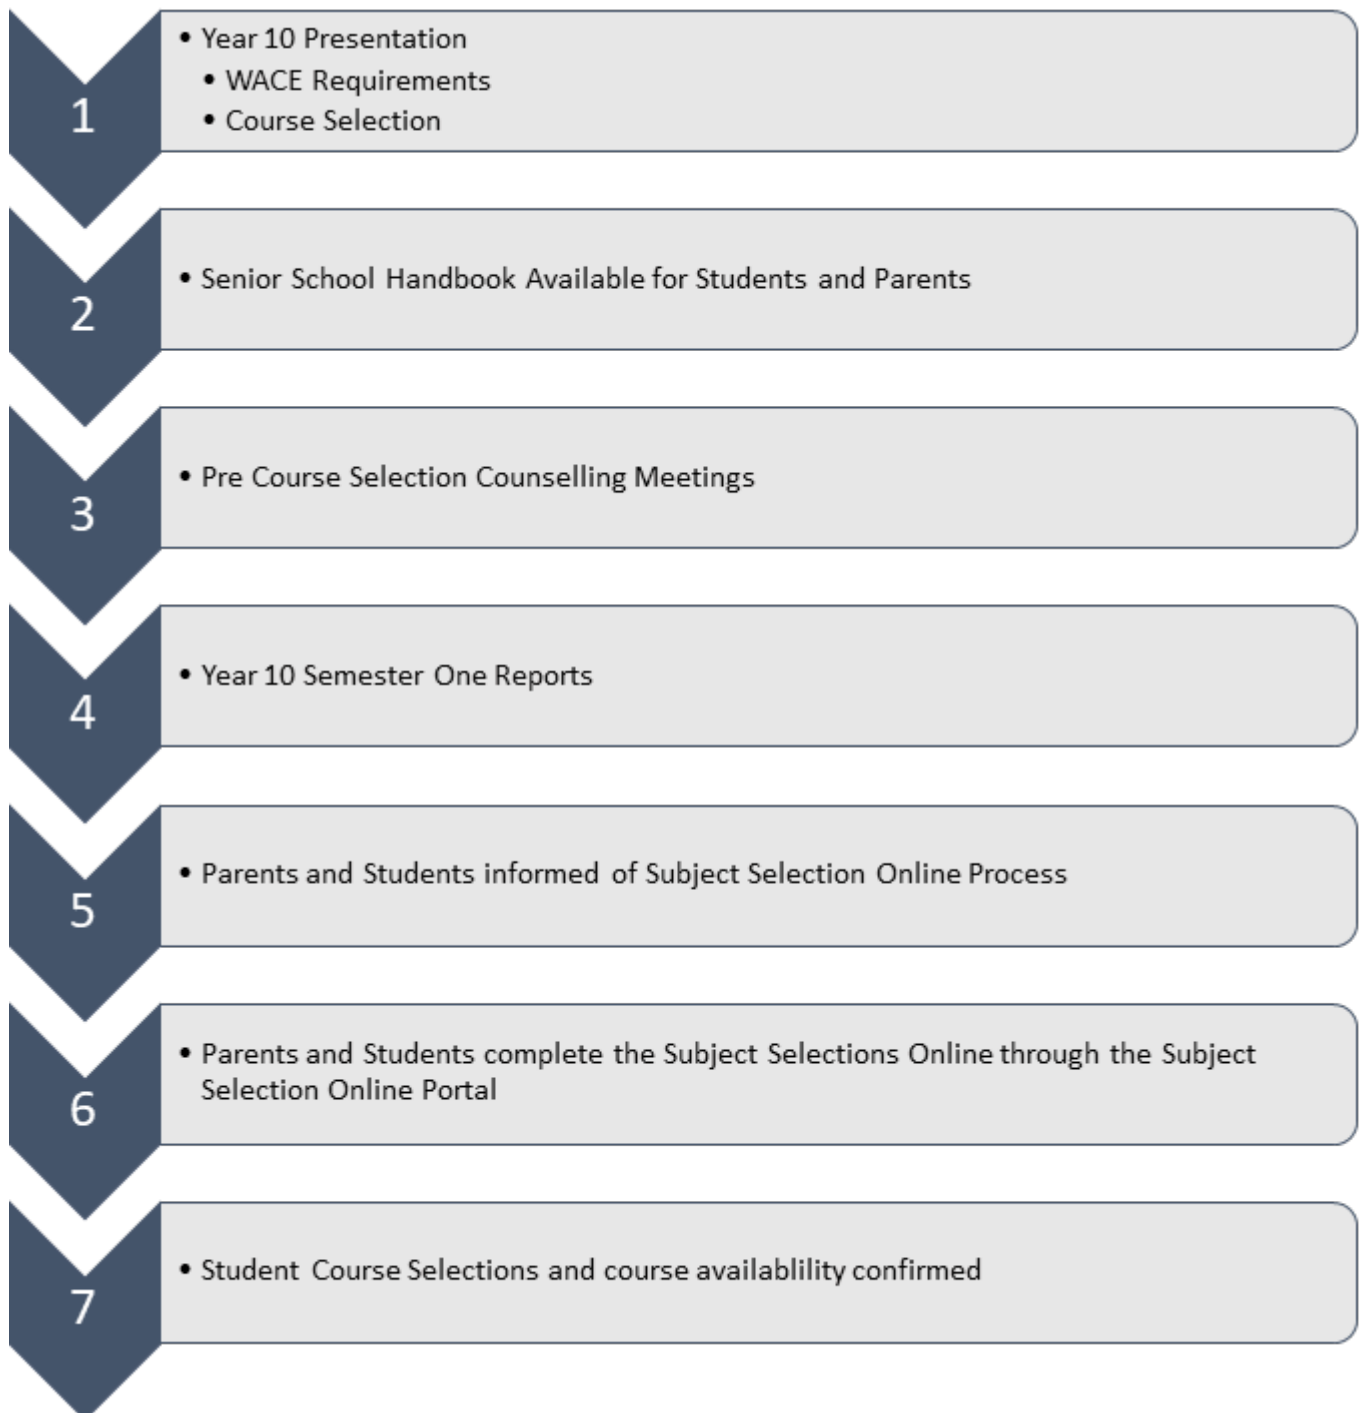 1
• Year 10 Presentation
• WACE Requirements
• Course Selection
2
• Senior School Handbook Available for Students and Parents
3
• Pre Course Selection Counselling Meetings
4
• Year 10 Semester One Reports
5
• Parents and Students informed of Subject Selection Online Process
6
• Parents and Students complete the Subject Selections Online through the Subject
Selection Online Portal
7
• Student Course Selections and course availablility confirmed